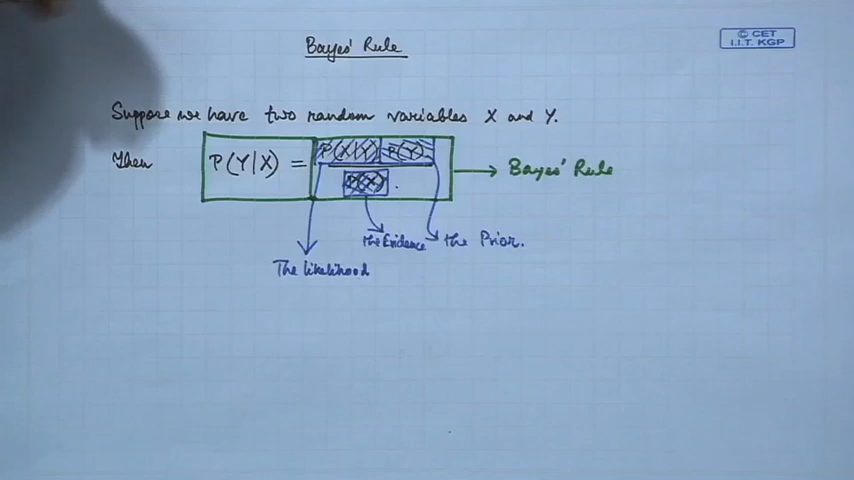 Bayes' Rule
© CET
I.I.T. KGP
Suppose we have two random variables X and Y.
Then P(Y|X) = P(X|Y) P(Y) / P(X) . → Bayes' Rule
the Evidence the Prior.
The likelihood